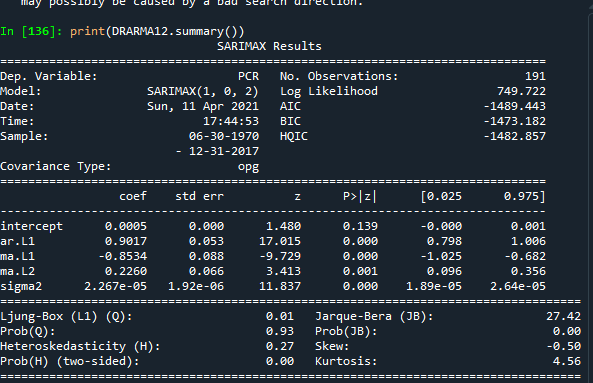 may possibly be caused by a bad search direction.
In [136]: print(DRARMA12.summary())
SARIMAX Results
==============================================================================
Dep. Variable: PCR No. Observations: 191
Model: SARIMAX(1, 0, 2) Log Likelihood 749.722
Date: Sun, 11 Apr 2021 AIC -1489.443
Time: 17:44:53 BIC -1473.182
Sample: 06-30-1970 HQIC -1482.857
- 12-31-2017
Covariance Type: opg
==============================================================================
coef std err z P>|z| [0.025 0.975]
------------------------------------------------------------------------------
intercept 0.0005 0.000 1.480 0.139 -0.000 0.001
ar.L1 0.9017 0.053 17.015 0.000 0.798 1.006
ma.L1 -0.8534 0.088 -9.729 0.000 -1.025 -0.682
ma.L2 0.2260 0.066 3.413 0.001 0.096 0.356
sigma2 2.267e-05 1.92e-06 11.837 0.000 1.89e-05 2.64e-05
===================================================================================
Ljung-Box (L1) (Q): 0.01 Jarque-Bera (JB): 27.42
Prob(Q): 0.93 Prob(JB): 0.00
Heteroskedasticity (H): 0.27 Skew: -0.50
Prob(H) (two-sided): 0.00 Kurtosis: 4.56
===================================================================================